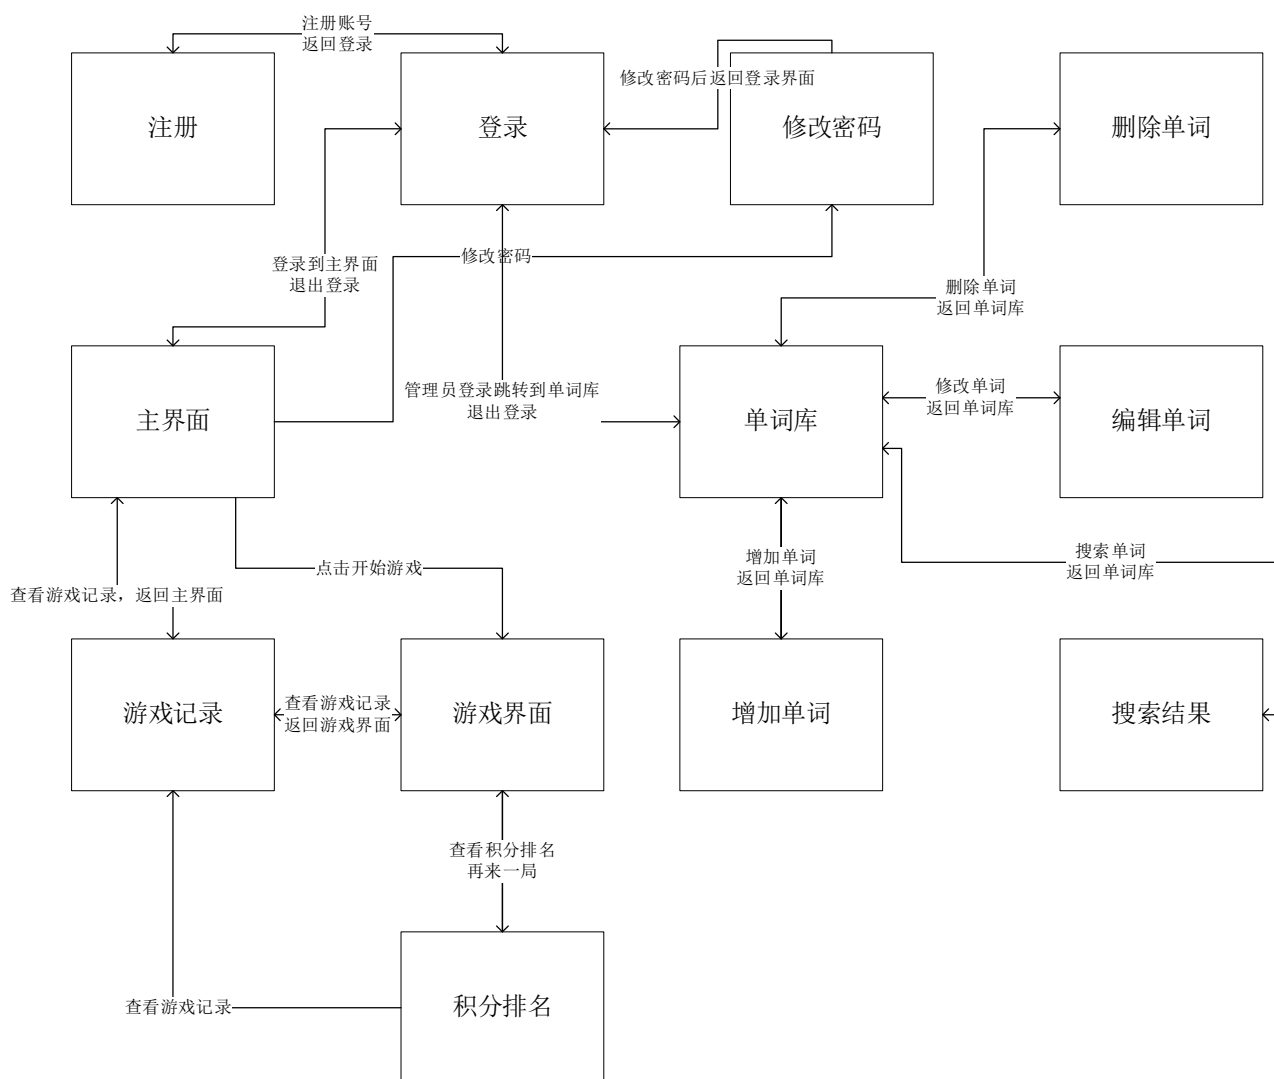 注册账号
返回登录
修改密码后返回登录界面
注册
登录
修改密码
删除单词
登录到主界面
退出登录
修改密码
删除单词
返回单词库
管理员登录跳转到单词库
退出登录
修改单词
返回单词库
主界面
单词库
编辑单词
点击开始游戏
增加单词
返回单词库
搜索单词
返回单词库
查看游戏记录，返回主界面
查看游戏记录
返回游戏界面
游戏记录
游戏界面
增加单词
搜索结果
查看积分排名
再来一局
查看游戏记录
积分排名